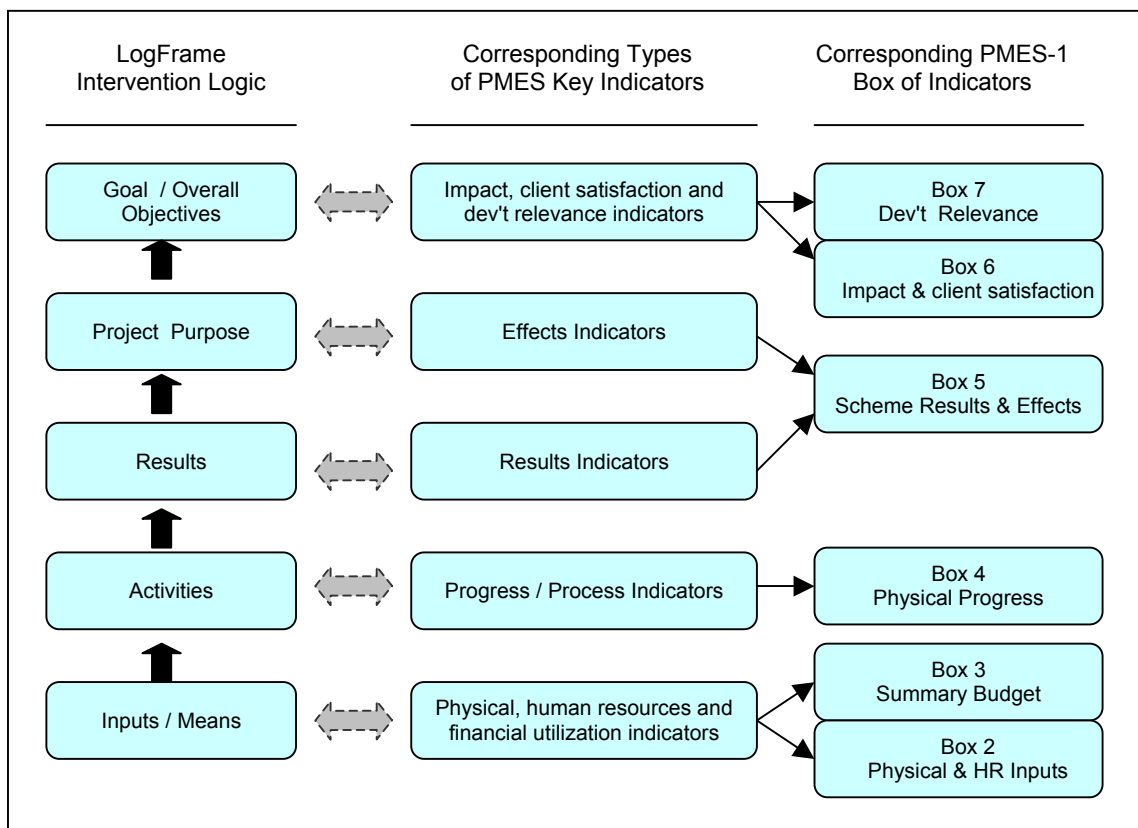 LogFrame
Intervention Logic
Corresponding Types
of PMES Key Indicators
Corresponding PMES-1
Box of Indicators
Goal / Overall
Objectives
Impact, client satisfaction and
dev't relevance indicators
Box 7
Dev't Relevance
Box 6
Impact & client satisfaction
Project Purpose
Effects Indicators
Box 5
Scheme Results & Effects
Results
Results Indicators
Activities
Progress / Process Indicators
Box 4
Physical Progress
Inputs / Means
Physical, human resources and
financial utilization indicators
Box 3
Summary Budget
Box 2
Physical & HR Inputs